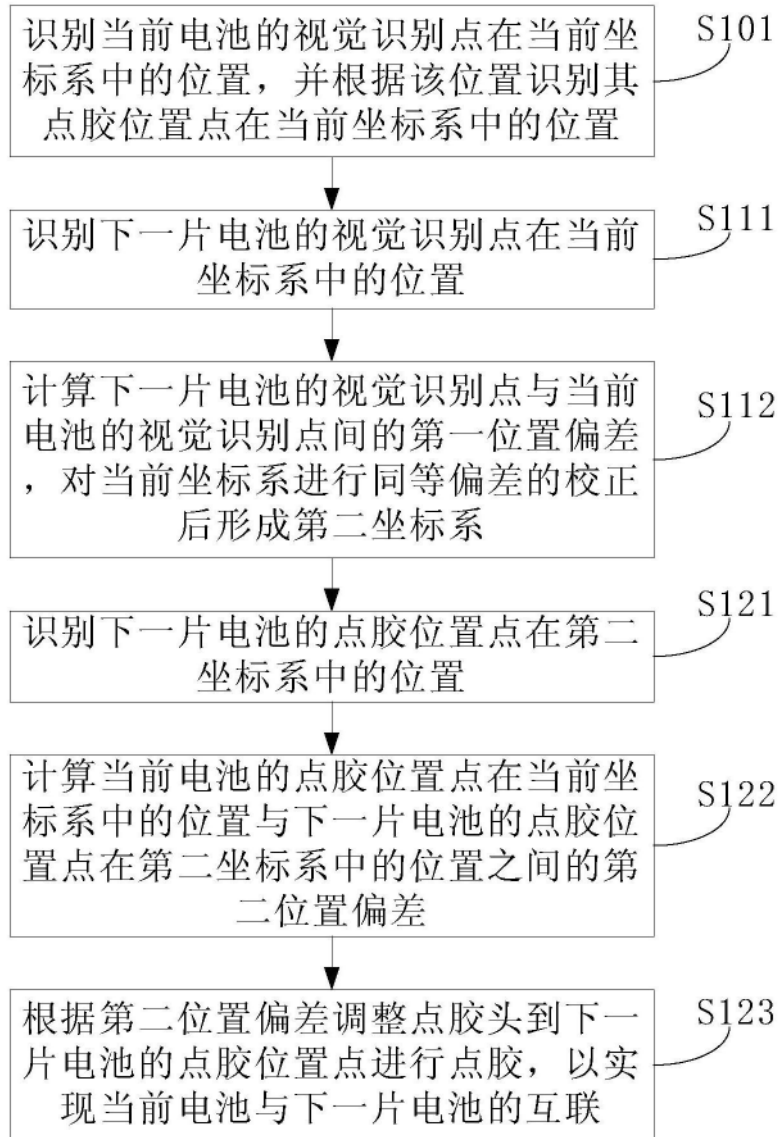 识别当前电池的视觉识别点在当前坐
标系中的位置，并根据该位置识别其
点胶位置点在当前坐标系中的位置
S101
识别下一片电池的视觉识别点在当前
坐标系中的位置
S111
计算下一片电池的视觉识别点与当前
电池的视觉识别点间的第一位置偏差
，对当前坐标系进行同等偏差的校正
后形成第二坐标系
S112
识别下一片电池的点胶位置点在第二
坐标系中的位置
S121
计算当前电池的点胶位置点在当前坐
标系中的位置与下一片电池的点胶位
置点在第二坐标系中的位置之间的第
二位置偏差
S122
根据第二位置偏差调整点胶头到下一
片电池的点胶位置点进行点胶，以实
现当前电池与下一片电池的互联
S123